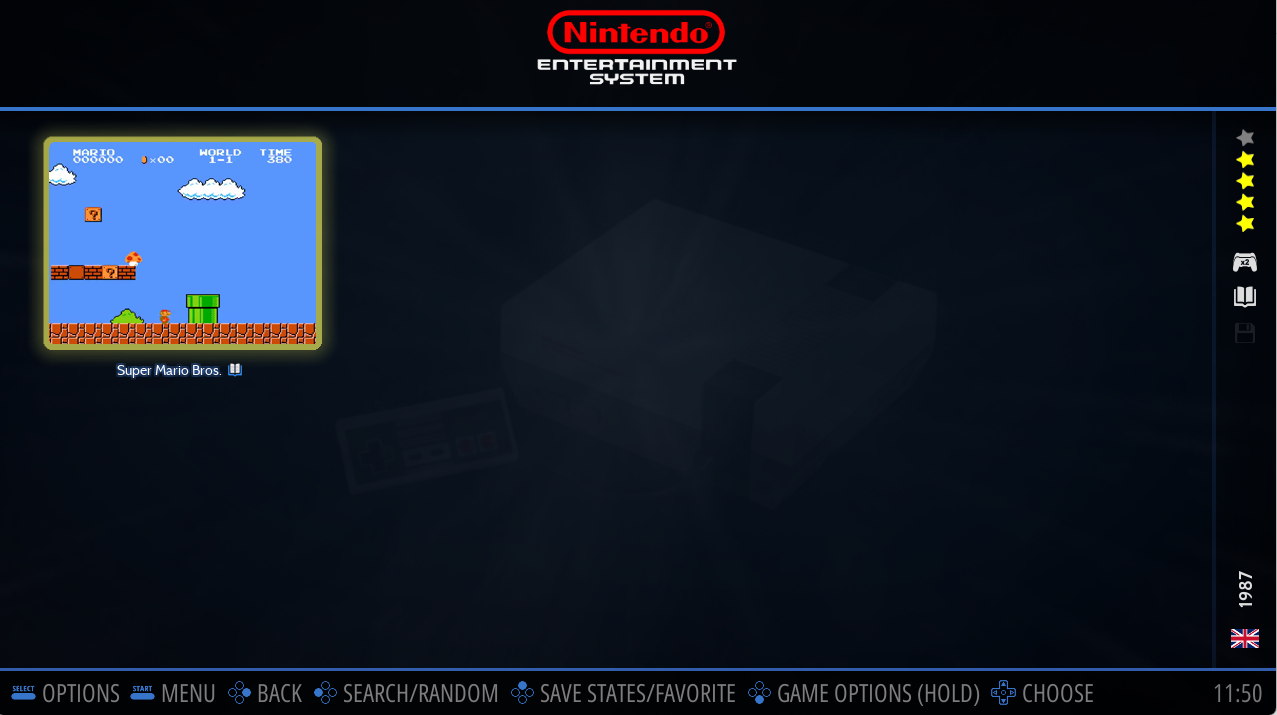 Nintendo®
ENTERTAINMENT
SYSTEM
MARIO WORLD TIME
000000 ×00 1-1 380
?
?
Super Mario Bros.
x2
1987
SELECT OPTIONS START MENU BACK SEARCH/RANDOM SAVE STATES/FAVORITE GAME OPTIONS (HOLD) CHOOSE 11:50